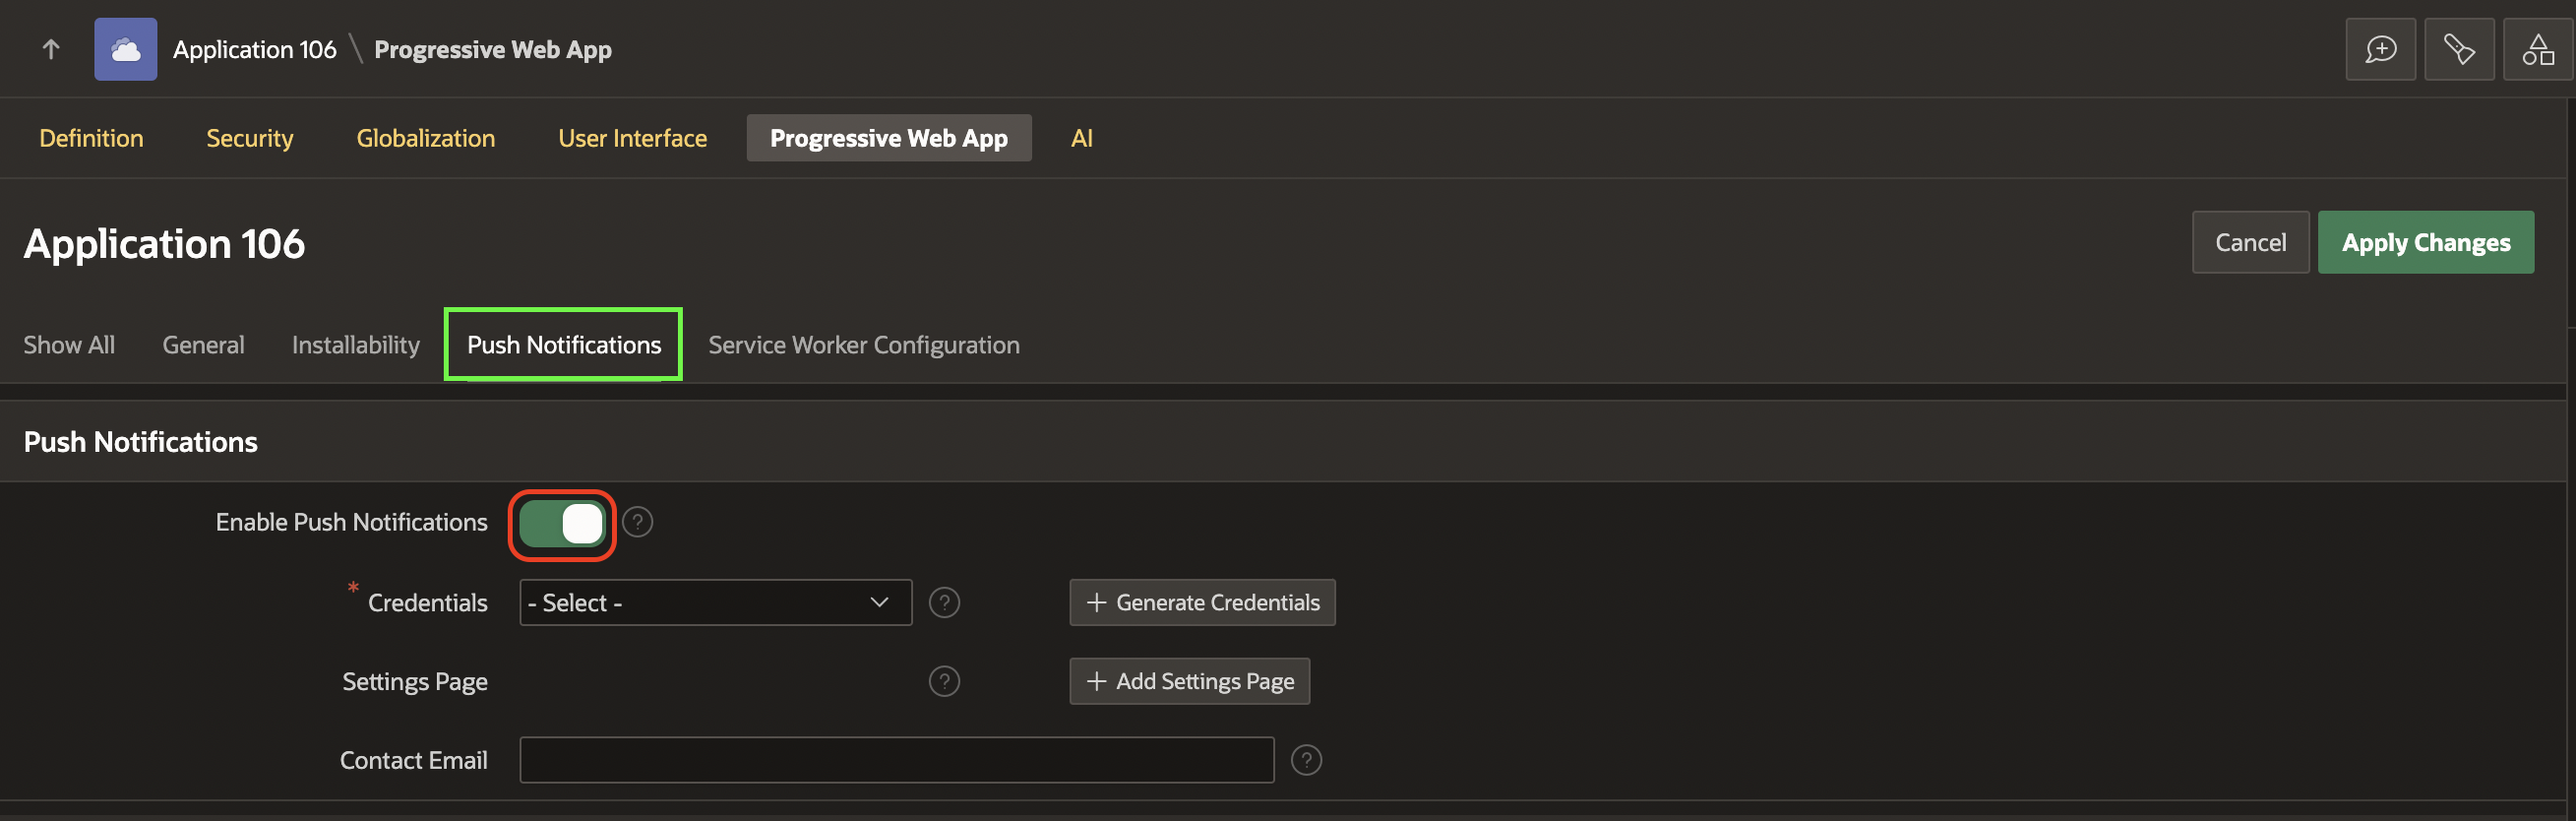 Application 106 \ Progressive Web App
Definition Security Globalization User Interface Progressive Web App AI
Application 106
Cancel Apply Changes
Show All General Installability Push Notifications Service Worker Configuration
Push Notifications
Enable Push Notifications ?
* Credentials - Select - ? + Generate Credentials
Settings Page ? + Add Settings Page
Contact Email ?